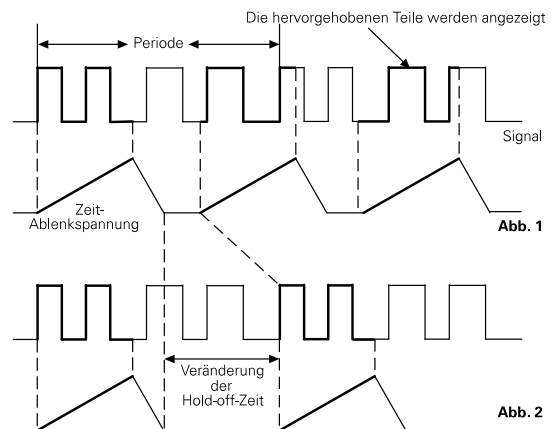 Die hervorgehobenen Teile werden angezeigt
Periode
Signal
Zeit-
Ablenkspannung
Abb. 1
Veränderung
der
Hold-off-Zeit
Abb. 2